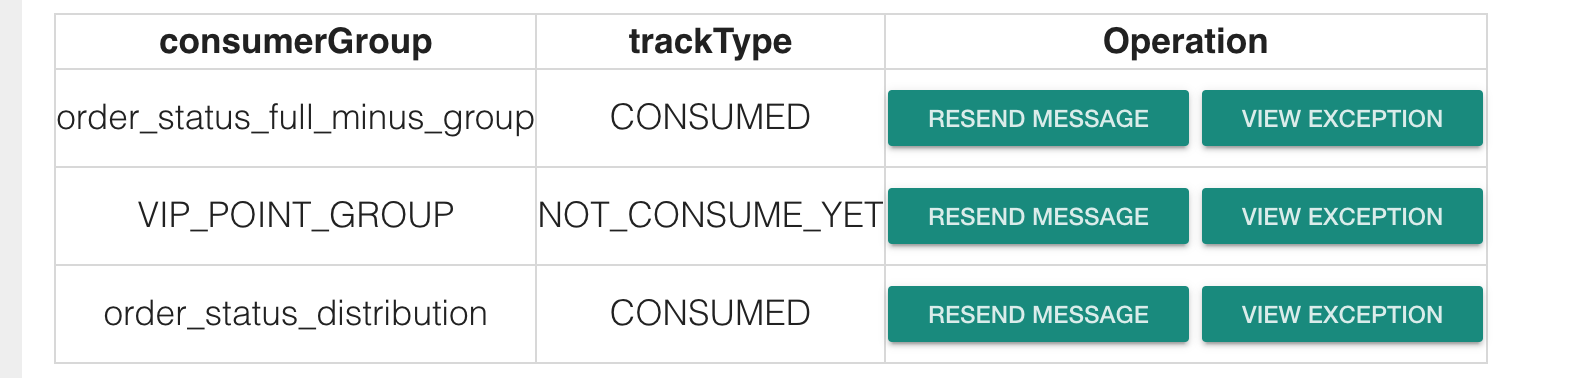 consumerGroup trackType Operation
order_status_full_minus_group CONSUMED RESEND MESSAGE VIEW EXCEPTION
VIP_POINT_GROUP NOT_CONSUME_YET RESEND MESSAGE VIEW EXCEPTION
order_status_distribution CONSUMED RESEND MESSAGE VIEW EXCEPTION